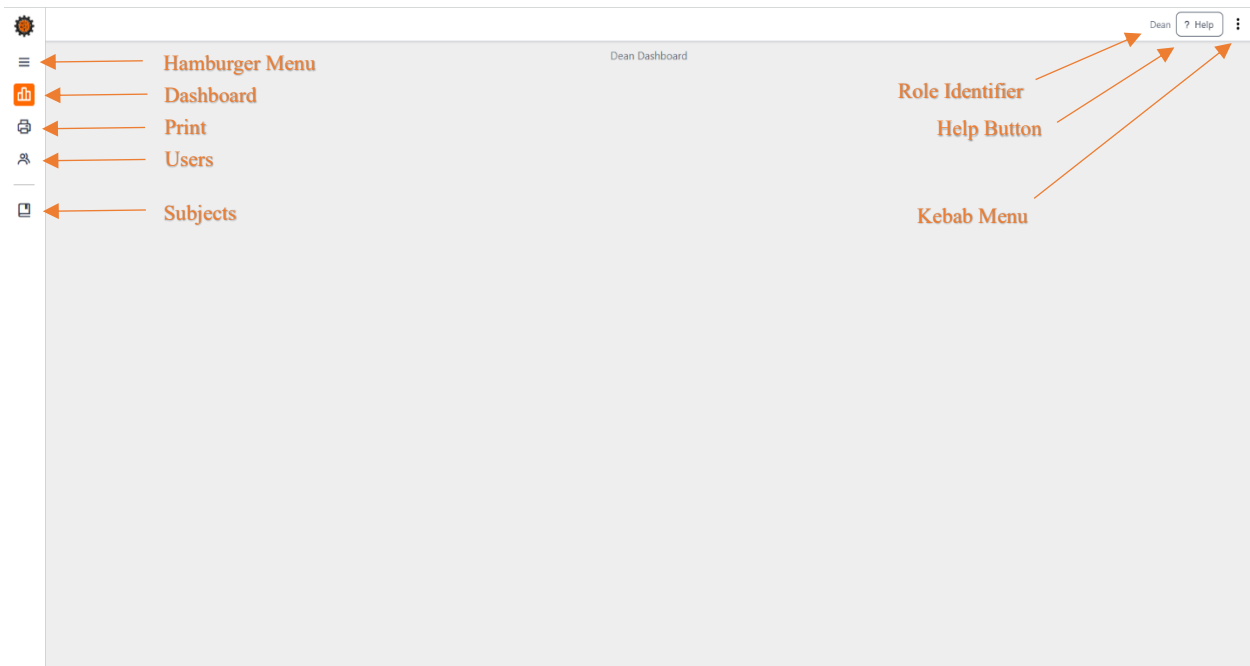 Dean ? Help
Dean Dashboard
Hamburger Menu
Dashboard
Role Identifier
Print
Help Button
Users
Subjects
Kebab Menu